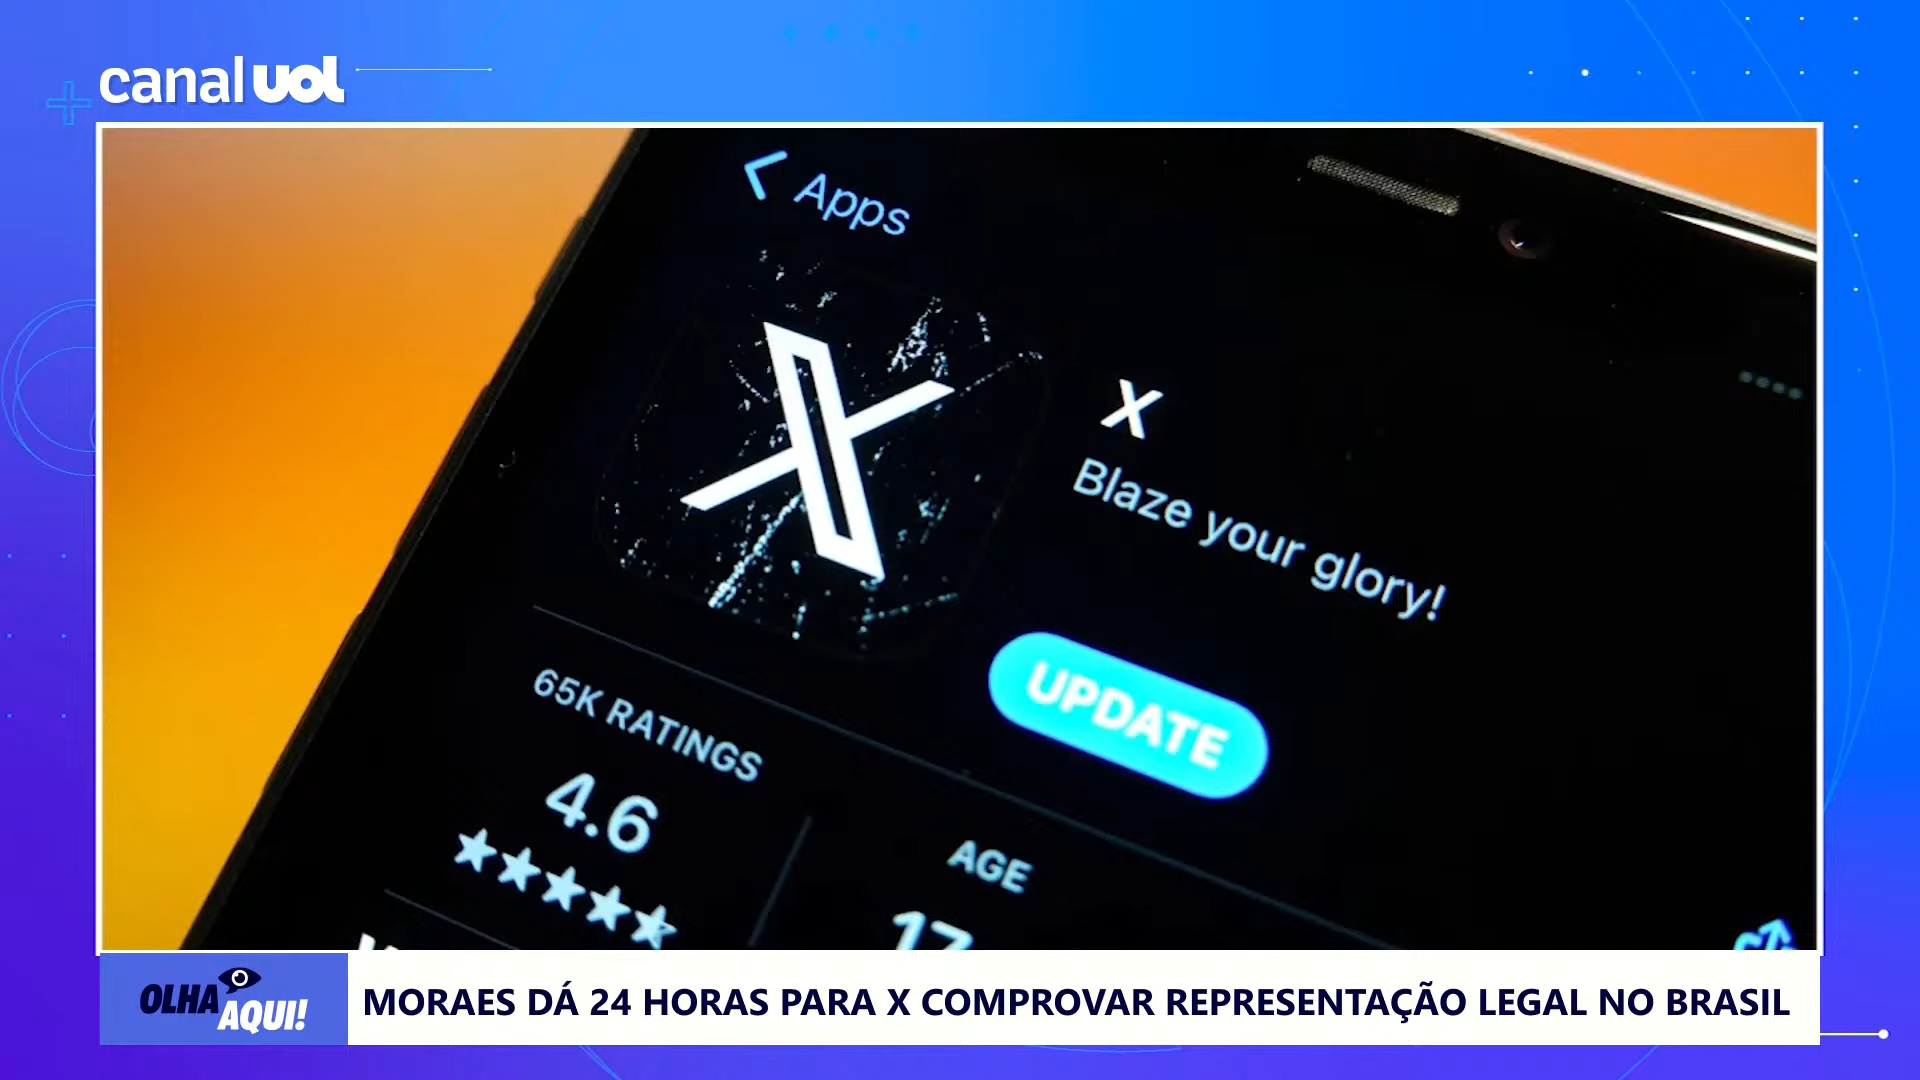 canal uol
Apps
X
Blaze your glory!
UPDATE
65K RATINGS
4.6
AGE
17
OLHA
AQUI!
MORAES DÁ 24 HORAS PARA X COMPROVAR REPRESENTAÇÃO LEGAL NO BRASIL